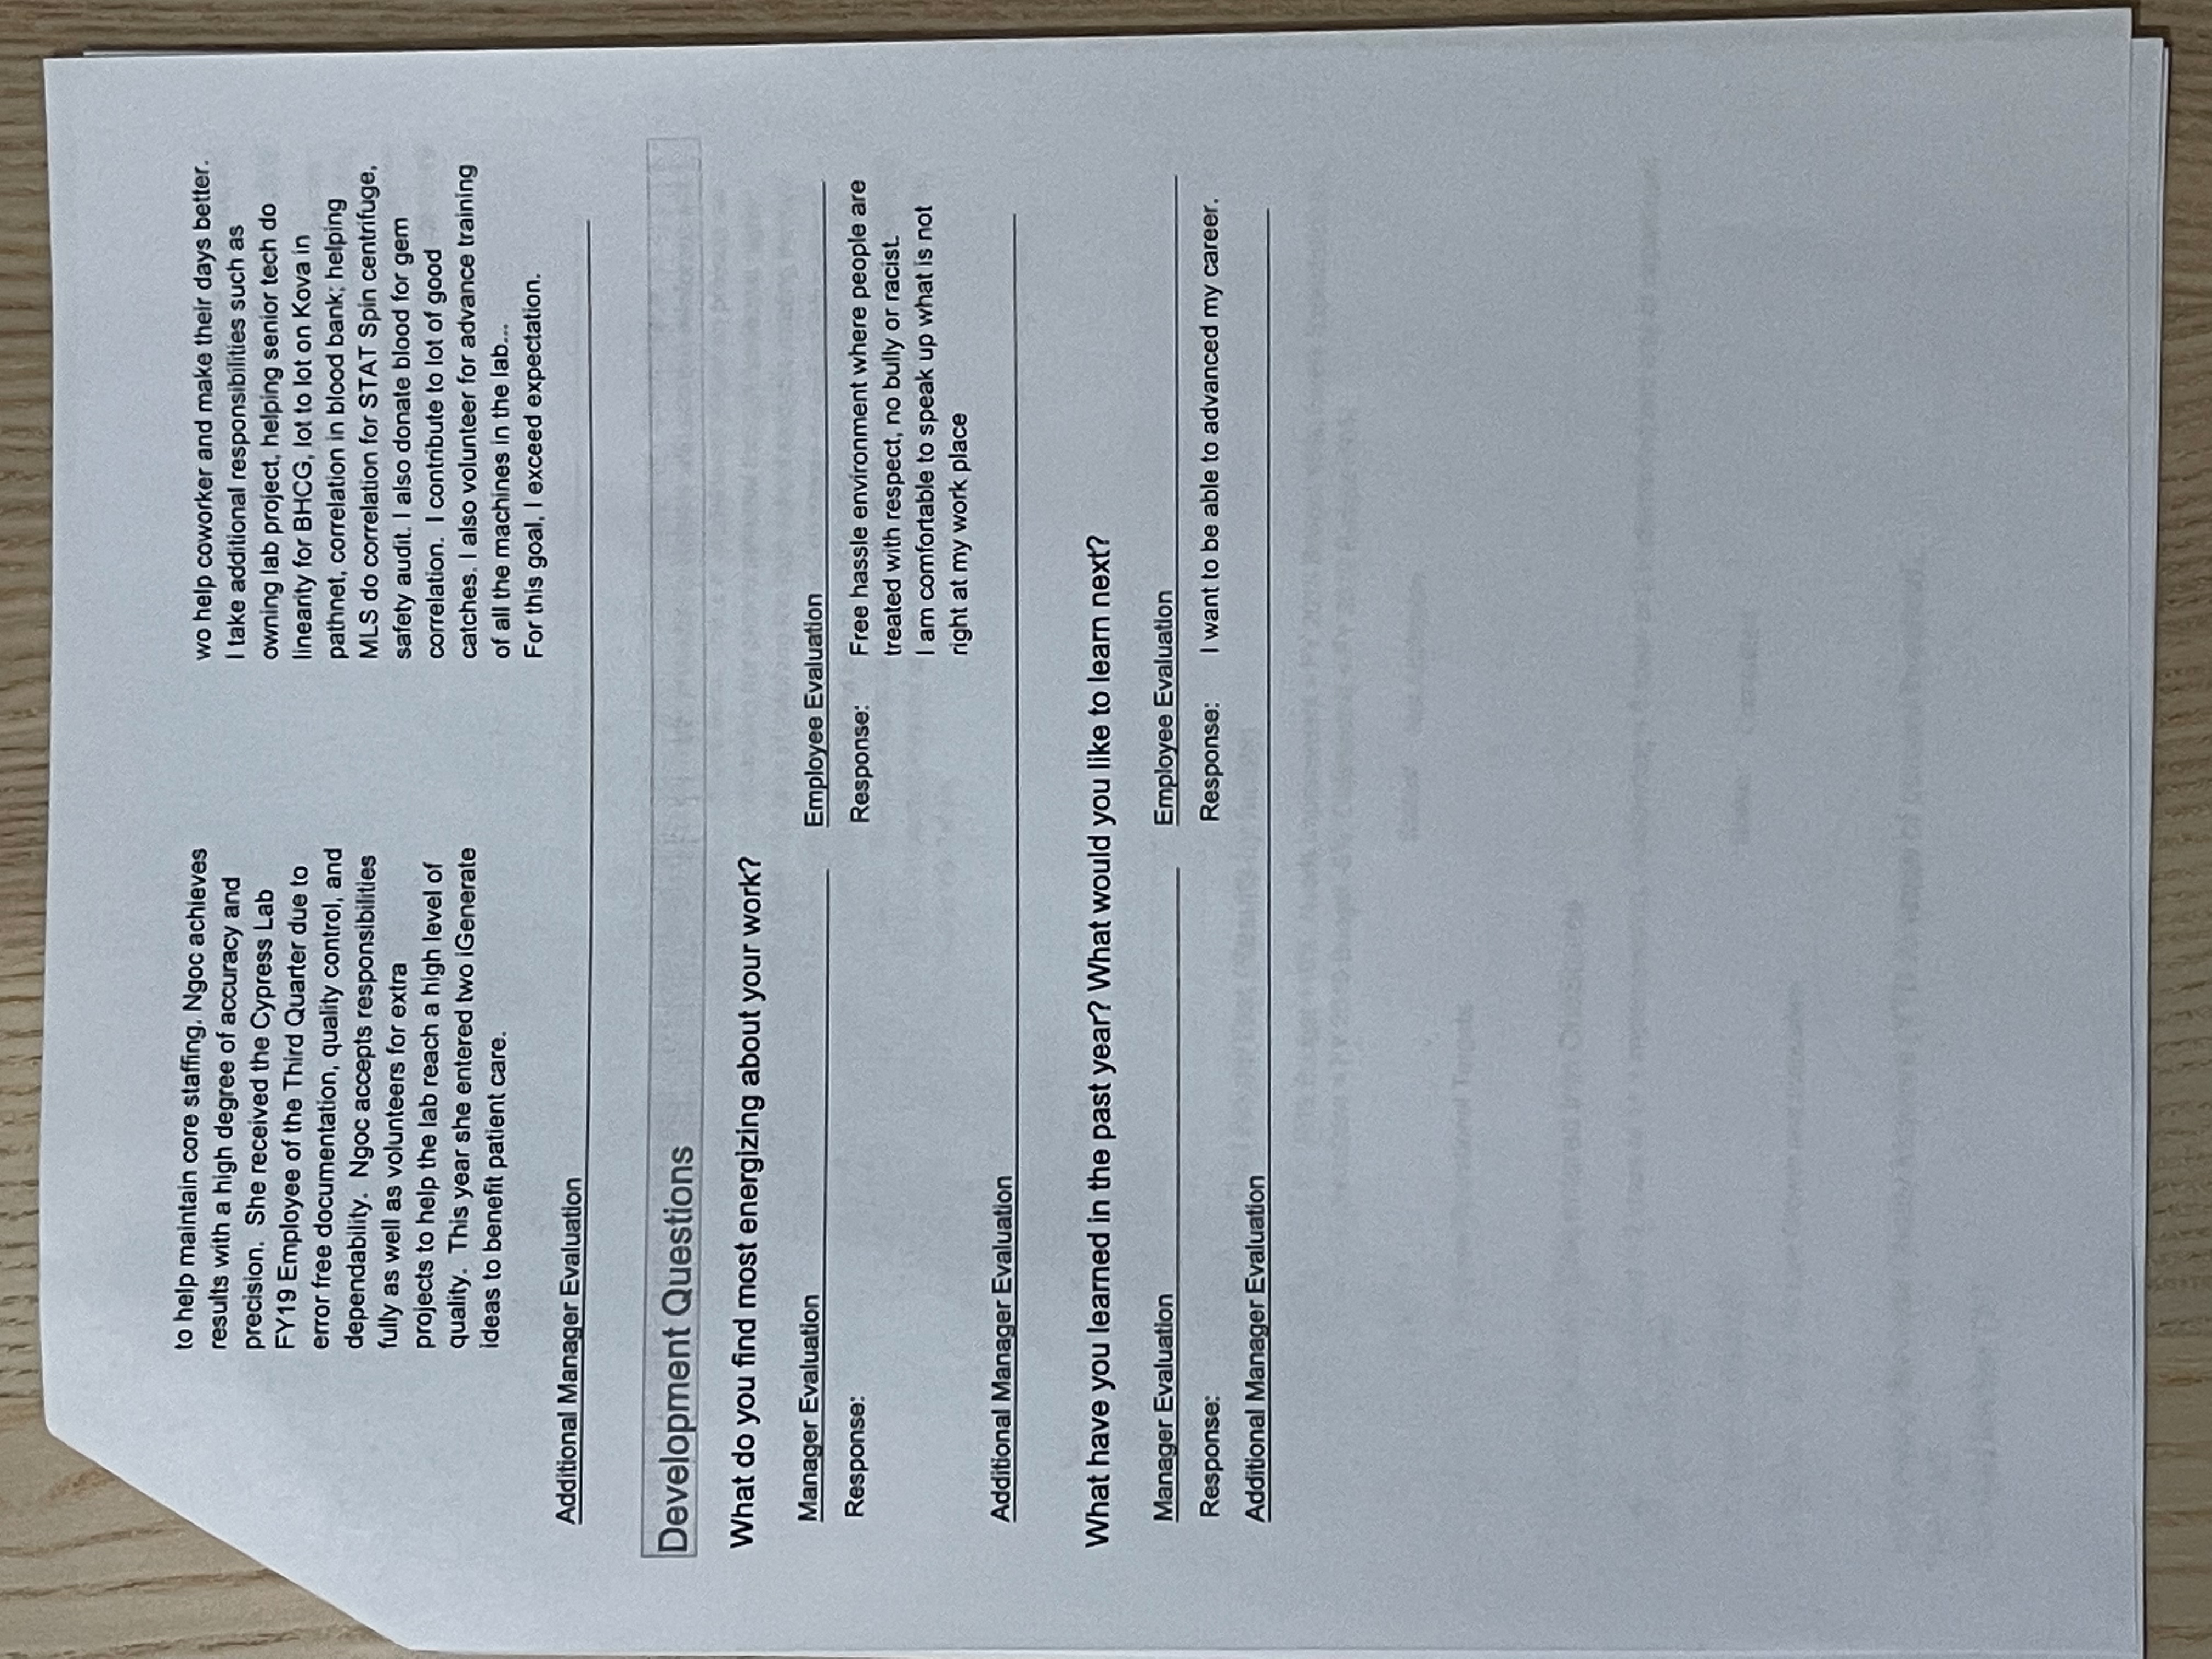 to help maintain core staffing. Ngoc achieves
results with a high degree of accuracy and
precision. She received the Cypress Lab
FY19 Employee of the Third Quarter due to
error free documentation, quality control, and
dependability. Ngoc accepts responsibilities
fully as well as volunteers for extra
projects to help the lab reach a high level of
quality. This year she entered two iGenerate
ideas to benefit patient care.
wo help coworker and make their days better.
I take additional responsibilities such as
owning lab project, helping senior tech do
linearity for BHCG, lot to lot on Kova in
pathnet, correlation in blood bank; helping
MLS do correlation for STAT Spin centrifuge,
safety audit. I also donate blood for gem
correlation. I contribute to lot of good
catches. I also volunteer for advance training
of all the machines in the lab...
For this goal, I exceed expectation.
Additional Manager Evaluation
Development Questions
What do you find most energizing about your work?
Manager Evaluation
Response:
Employee Evaluation
Response: Free hassle environment where people are
treated with respect, no bully or racist.
I am comfortable to speak up what is not
right at my work place
Additional Manager Evaluation
What have you learned in the past year? What would you like to learn next?
Manager Evaluation
Response:
Employee Evaluation
Response: I want to be able to advanced my career.
Additional Manager Evaluation